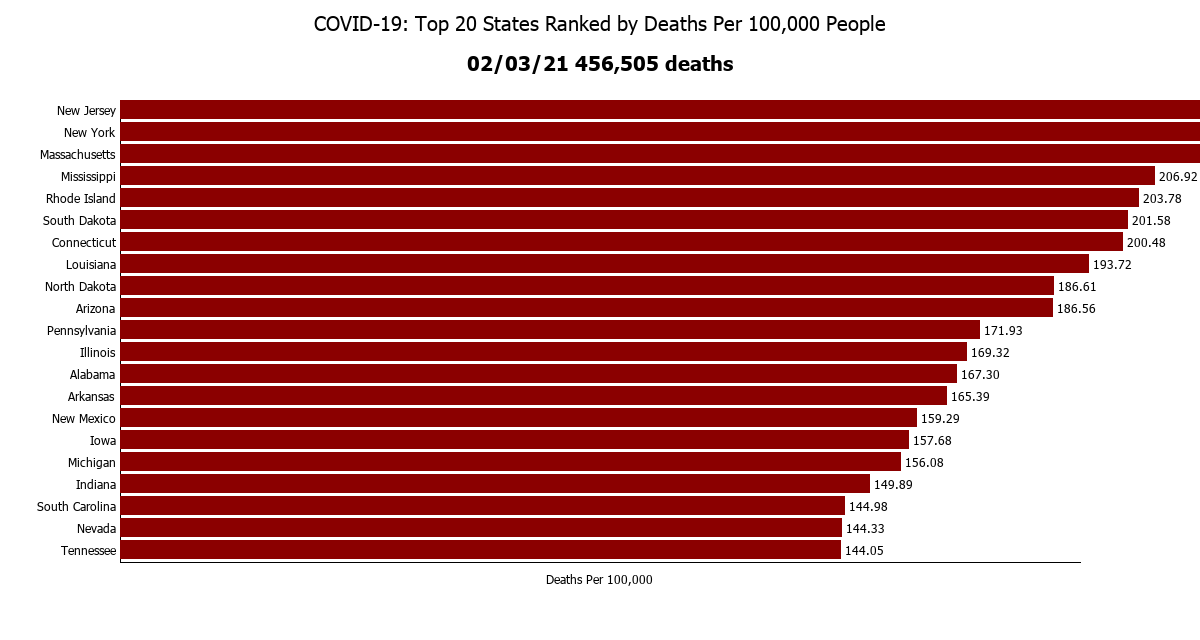 COVID-19: Top 20 States Ranked by Deaths Per 100,000 People
02/03/21 456,505 deaths
New Jersey
New York
Massachusetts
Mississippi 206.92
Rhode Island 203.78
South Dakota 201.58
Connecticut 200.48
Louisiana 193.72
North Dakota 186.61
Arizona 186.56
Pennsylvania 171.93
Illinois 169.32
Alabama 167.30
Arkansas 165.39
New Mexico 159.29
Iowa 157.68
Michigan 156.08
Indiana 149.89
South Carolina 144.98
Nevada 144.33
Tennessee 144.05
Deaths Per 100,000